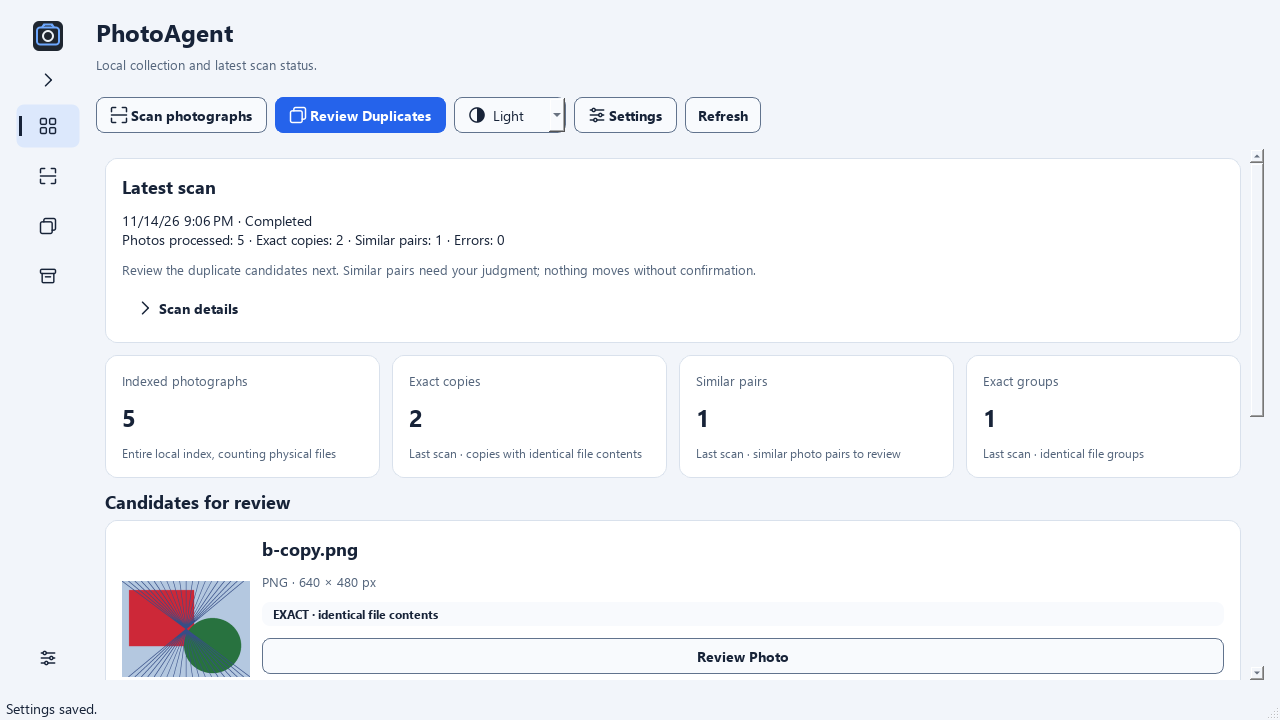 PhotoAgent
Local collection and latest scan status.
Scan photographs
Review Duplicates
Light
Settings
Refresh
Latest scan
11/14/26 9:06 PM · Completed
Photos processed: 5 · Exact copies: 2 · Similar pairs: 1 · Errors: 0
Review the duplicate candidates next. Similar pairs need your judgment; nothing moves without confirmation.
Scan details
Indexed photographs
5
Entire local index, counting physical files
Exact copies
2
Last scan · copies with identical file contents
Similar pairs
1
Last scan · similar photo pairs to review
Exact groups
1
Last scan · identical file groups
Candidates for review
b-copy.png
PNG · 640 × 480 px
EXACT · identical file contents
Review Photo
Settings saved.